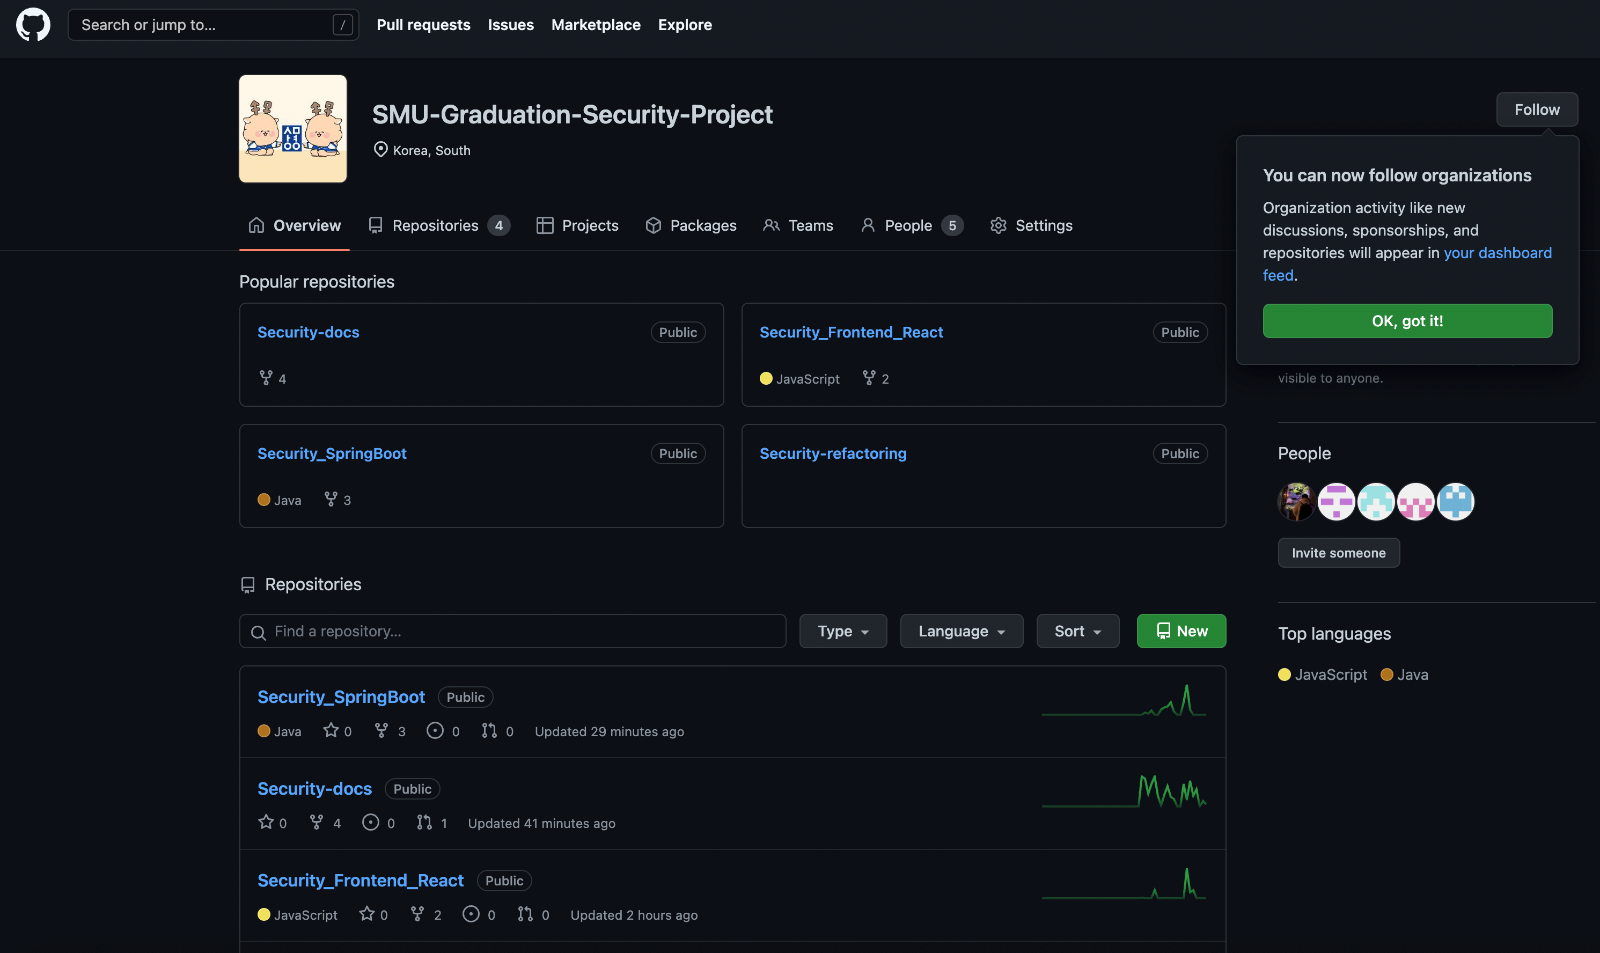 Search or jump to... /
Pull requests Issues Marketplace Explore
SMU-Graduation-Security-Project
Korea, South
Follow
You can now follow organizations
Organization activity like new
discussions, sponsorships, and
repositories will appear in your dashboard
feed.
OK, got it!
visible to anyone.
Overview Repositories 4 Projects Packages Teams People 5 Settings
Popular repositories
Security-docs Public
4
Security_Frontend_React Public
JavaScript 2
Security_SpringBoot Public
Java 3
Security-refactoring Public
People
Invite someone
Top languages
JavaScript Java
Repositories
Find a repository... Type Language Sort New
Security_SpringBoot Public
Java 0 3 0 0 Updated 29 minutes ago
Security-docs Public
0 4 0 1 Updated 41 minutes ago
Security_Frontend_React Public
JavaScript 0 2 0 0 Updated 2 hours ago